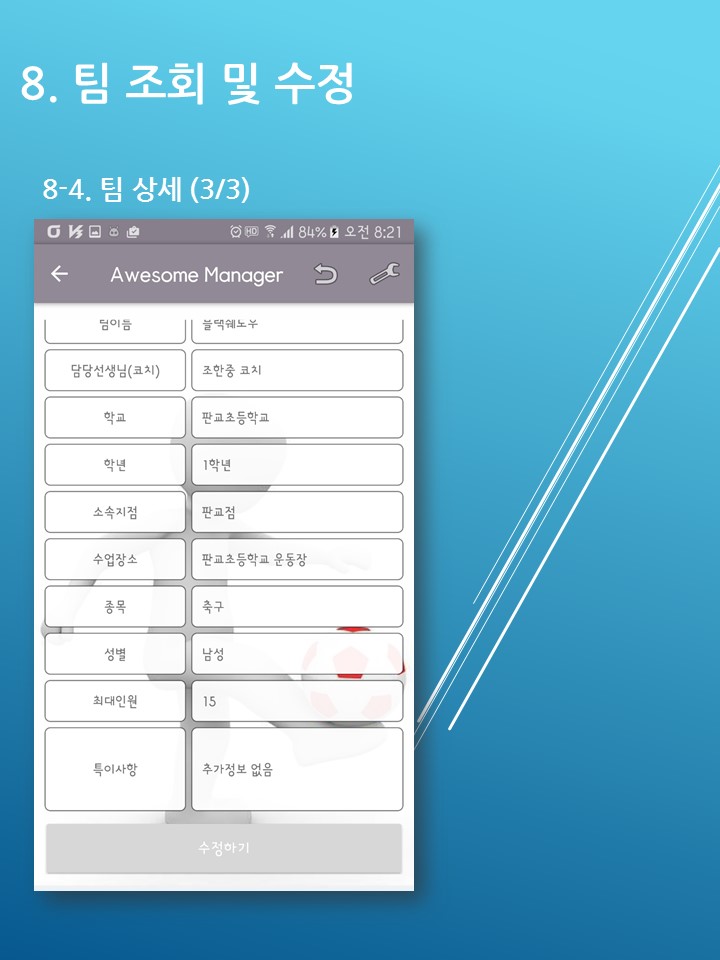 8. 팀 조회 및 수정
8-4. 팀 상세 (3/3)
HD 84% 오전 8:21
Awesome Manager
팀이름 블랙쉐도우
담당선생님(코치) 조한중 코치
학교 판교초등학교
학년 1학년
소속지점 판교점
수업장소 판교초등학교 운동장
종목 축구
성별 남성
최대인원 15
특이사항 추가정보 없음
수정하기